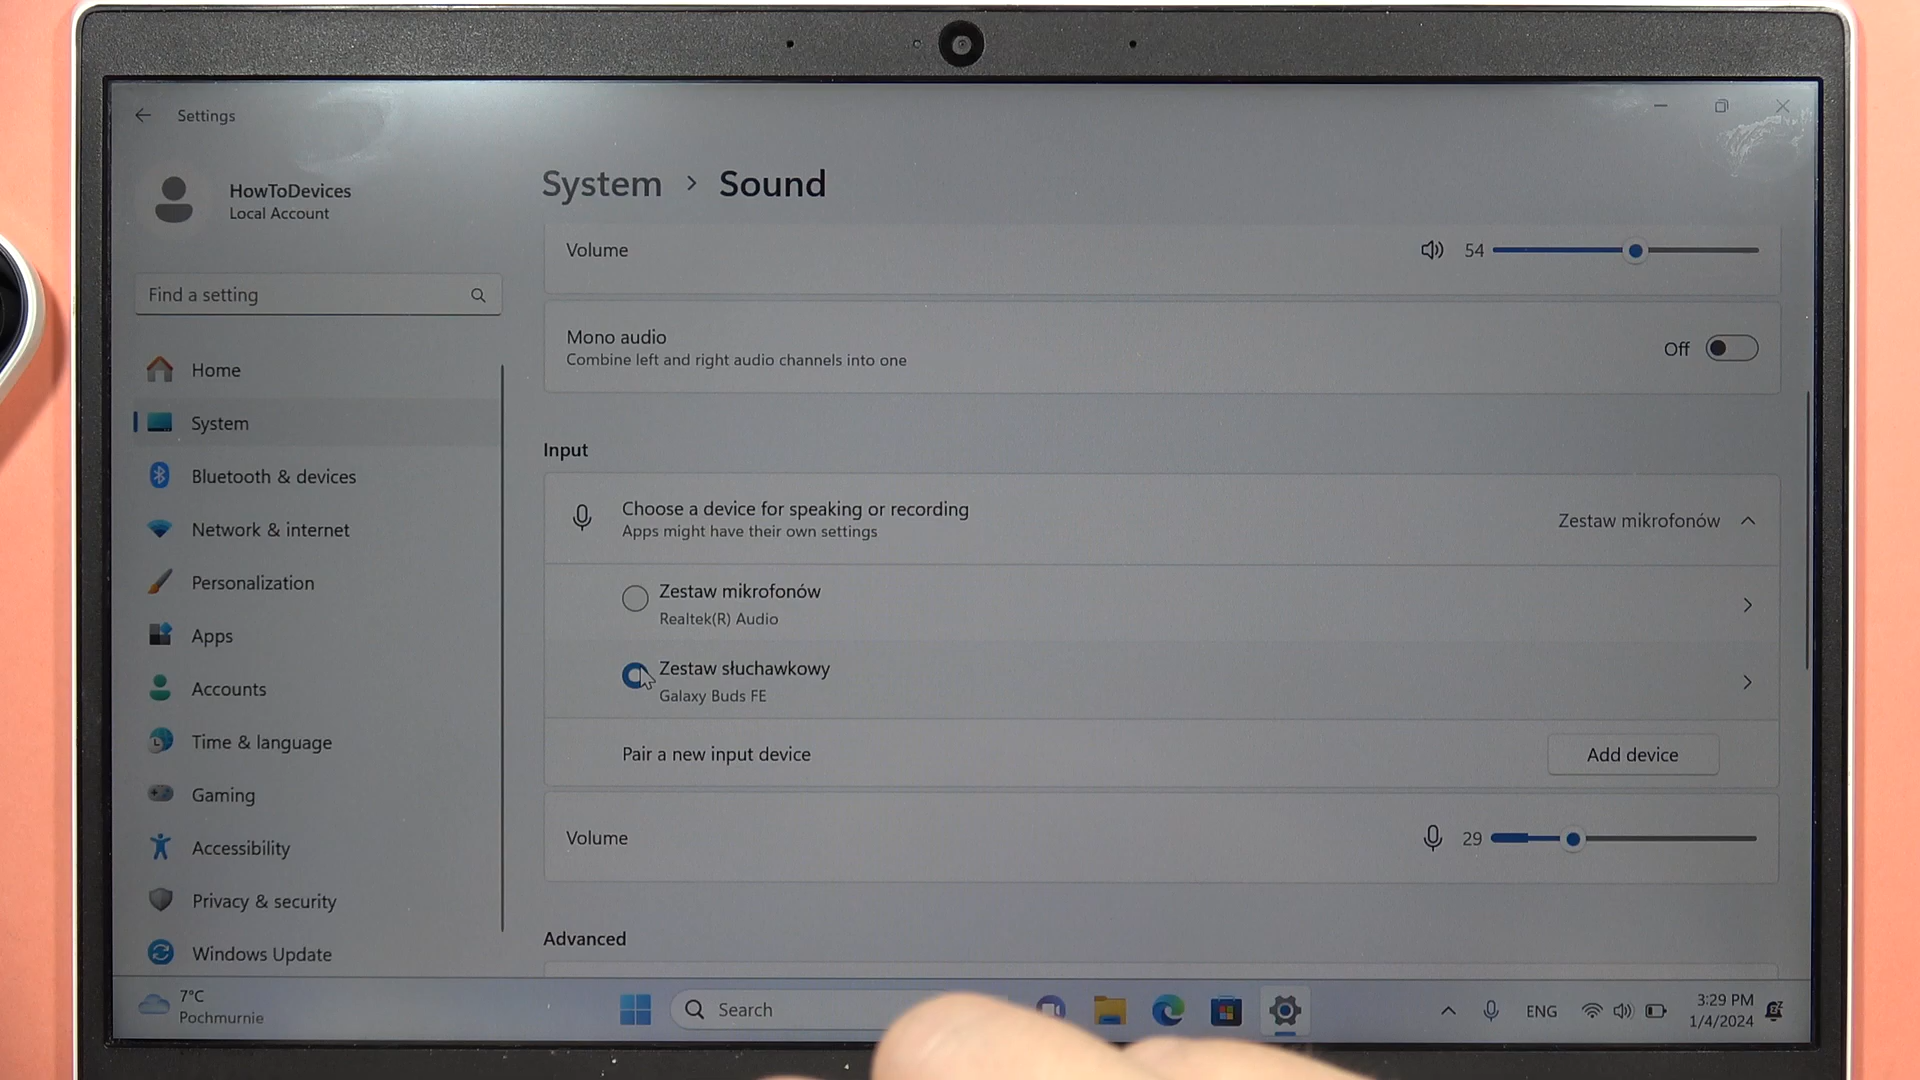 Settings
HowToDevices
Local Account
Find a setting
Home
System
Bluetooth & devices
Network & internet
Personalization
Apps
Accounts
Time & language
Gaming
Accessibility
Privacy & security
Windows Update
System > Sound
Volume
54
Mono audio
Combine left and right audio channels into one
Off
Input
Choose a device for speaking or recording
Apps might have their own settings
Zestaw mikrofonów
Zestaw mikrofonów
Realtek(R) Audio
Zestaw słuchawkowy
Galaxy Buds FE
Pair a new input device
Add device
Volume
29
Advanced
7°C
Pochmurnie
Search
ENG
3:29 PM
1/4/2024